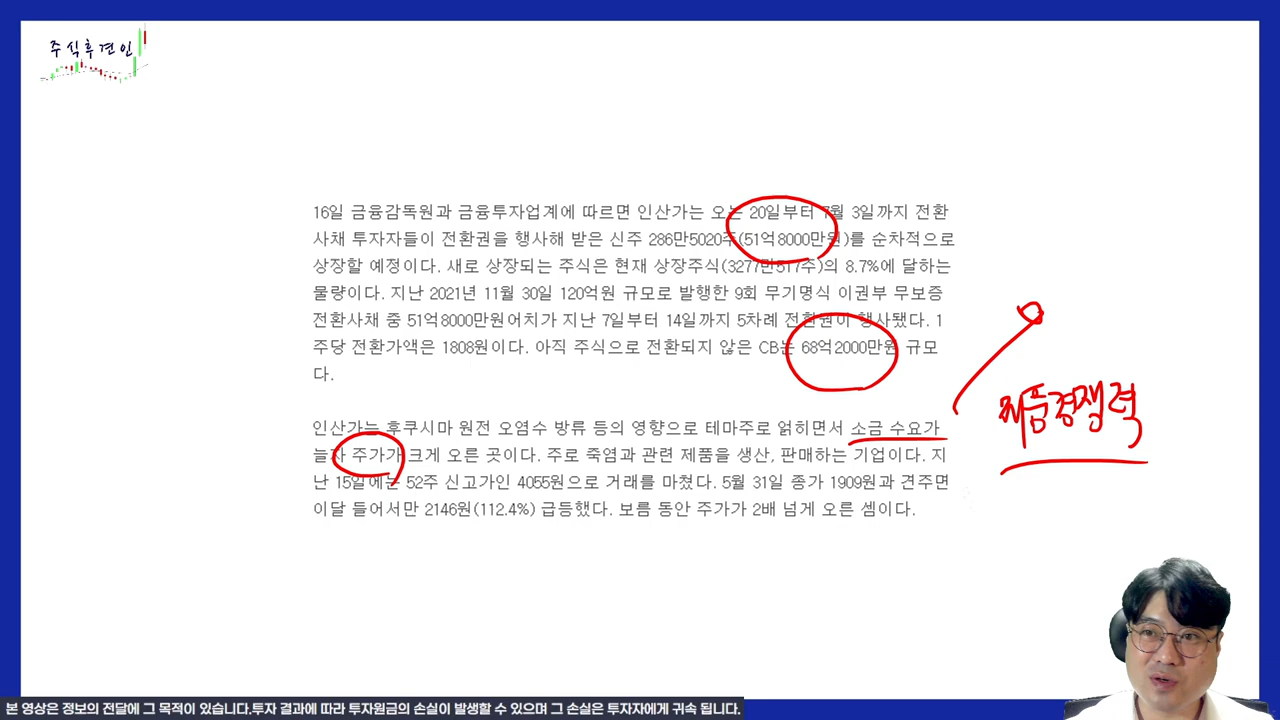 주식후견인
16일 금융감독원과 금융투자업계에 따르면 인산가는 오는 20일부터 7월 3일까지 전환
사채 투자자들이 전환권을 행사해 받은 신주 286만5020주(51억8000만원)를 순차적으로
상장할 예정이다. 새로 상장되는 주식은 현재 상장주식(3277만517주)의 8.7%에 달하는
물량이다. 지난 2021년 11월 30일 120억원 규모로 발행한 9회 무기명식 이권부 무보증
전환사채 중 51억8000만원어치가 지난 7일부터 14일까지 5차례 전환권이 행사됐다. 1
주당 전환가액은 1808원이다. 아직 주식으로 전환되지 않은 CB는 68억2000만원 규모
다.
인산가는 후쿠시마 원전 오염수 방류 등의 영향으로 테마주로 얽히면서 소금 수요가
늘자 주가가 크게 오른 곳이다. 주로 죽염과 관련 제품을 생산, 판매하는 기업이다. 지
난 15일에는 52주 신고가인 4055원으로 거래를 마쳤다. 5월 31일 종가 1909원과 견주면
이달 들어서만 2146원(112.4%) 급등했다. 보름 동안 주가가 2배 넘게 오른 셈이다.
제품경쟁력
본 영상은 정보의 전달에 그 목적이 있습니다.투자 결과에 따라 투자원금의 손실이 발생할 수 있으며 그 손실은 투자자에게 귀속 됩니다.